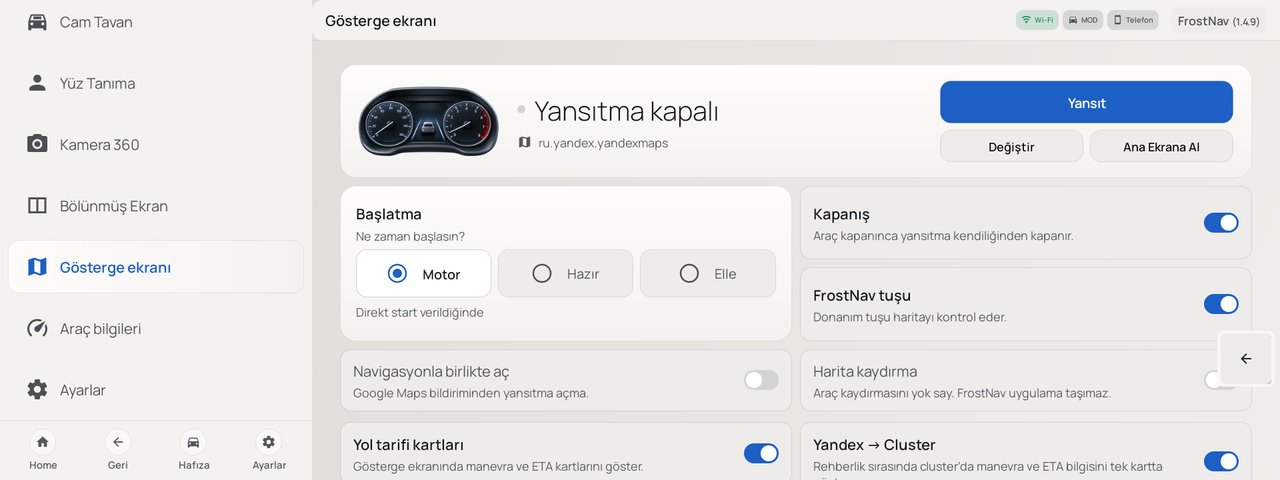 Cam Tavan
Yüz Tanıma
Kamera 360
Bölünmüş Ekran
Gösterge ekranı
Araç bilgileri
Ayarlar
Home
Geri
Hafıza
Ayarlar
Gösterge ekranı
Wi-Fi
MOD
Telefon
FrostNav (1.4.9)
Yansıtma kapalı
ru.yandex.yandexmaps
Yansıt
Değiştir
Ana Ekrana Al
Başlatma
Ne zaman başlasın?
Motor
Hazır
Elle
Direkt start verildiğinde
Kapanış
Araç kapanınca yansıtma kendiliğinden kapanır.
FrostNav tuşu
Donanım tuşu haritayı kontrol eder.
Navigasyonla birlikte aç
Google Maps bildiriminden yansıtma açma.
Harita kaydırma
Araç kaydırmasını yok say. FrostNav uygulama taşımaz.
Yol tarifi kartları
Gösterge ekranında manevra ve ETA kartlarını göster.
Yandex → Cluster
Rehberlik sırasında cluster'da manevra ve ETA bilgisini tek kartta